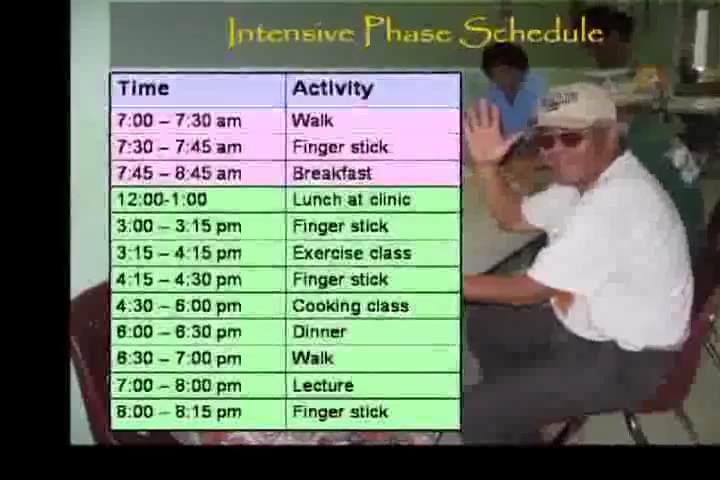 Intensive Phase Schedule
Time Activity
7:00 – 7:30 am Walk
7:30 – 7:45 am Finger stick
7:45 – 8:45 am Breakfast
12:00-1:00 Lunch at clinic
3:00 – 3:15 pm Finger stick
3:15 – 4:15 pm Exercise class
4:15 – 4:30 pm Finger stick
4:30 – 6:00 pm Cooking class
6:00 – 6:30 pm Dinner
6:30 – 7:00 pm Walk
7:00 – 8:00 pm Lecture
8:00 – 8:15 pm Finger stick